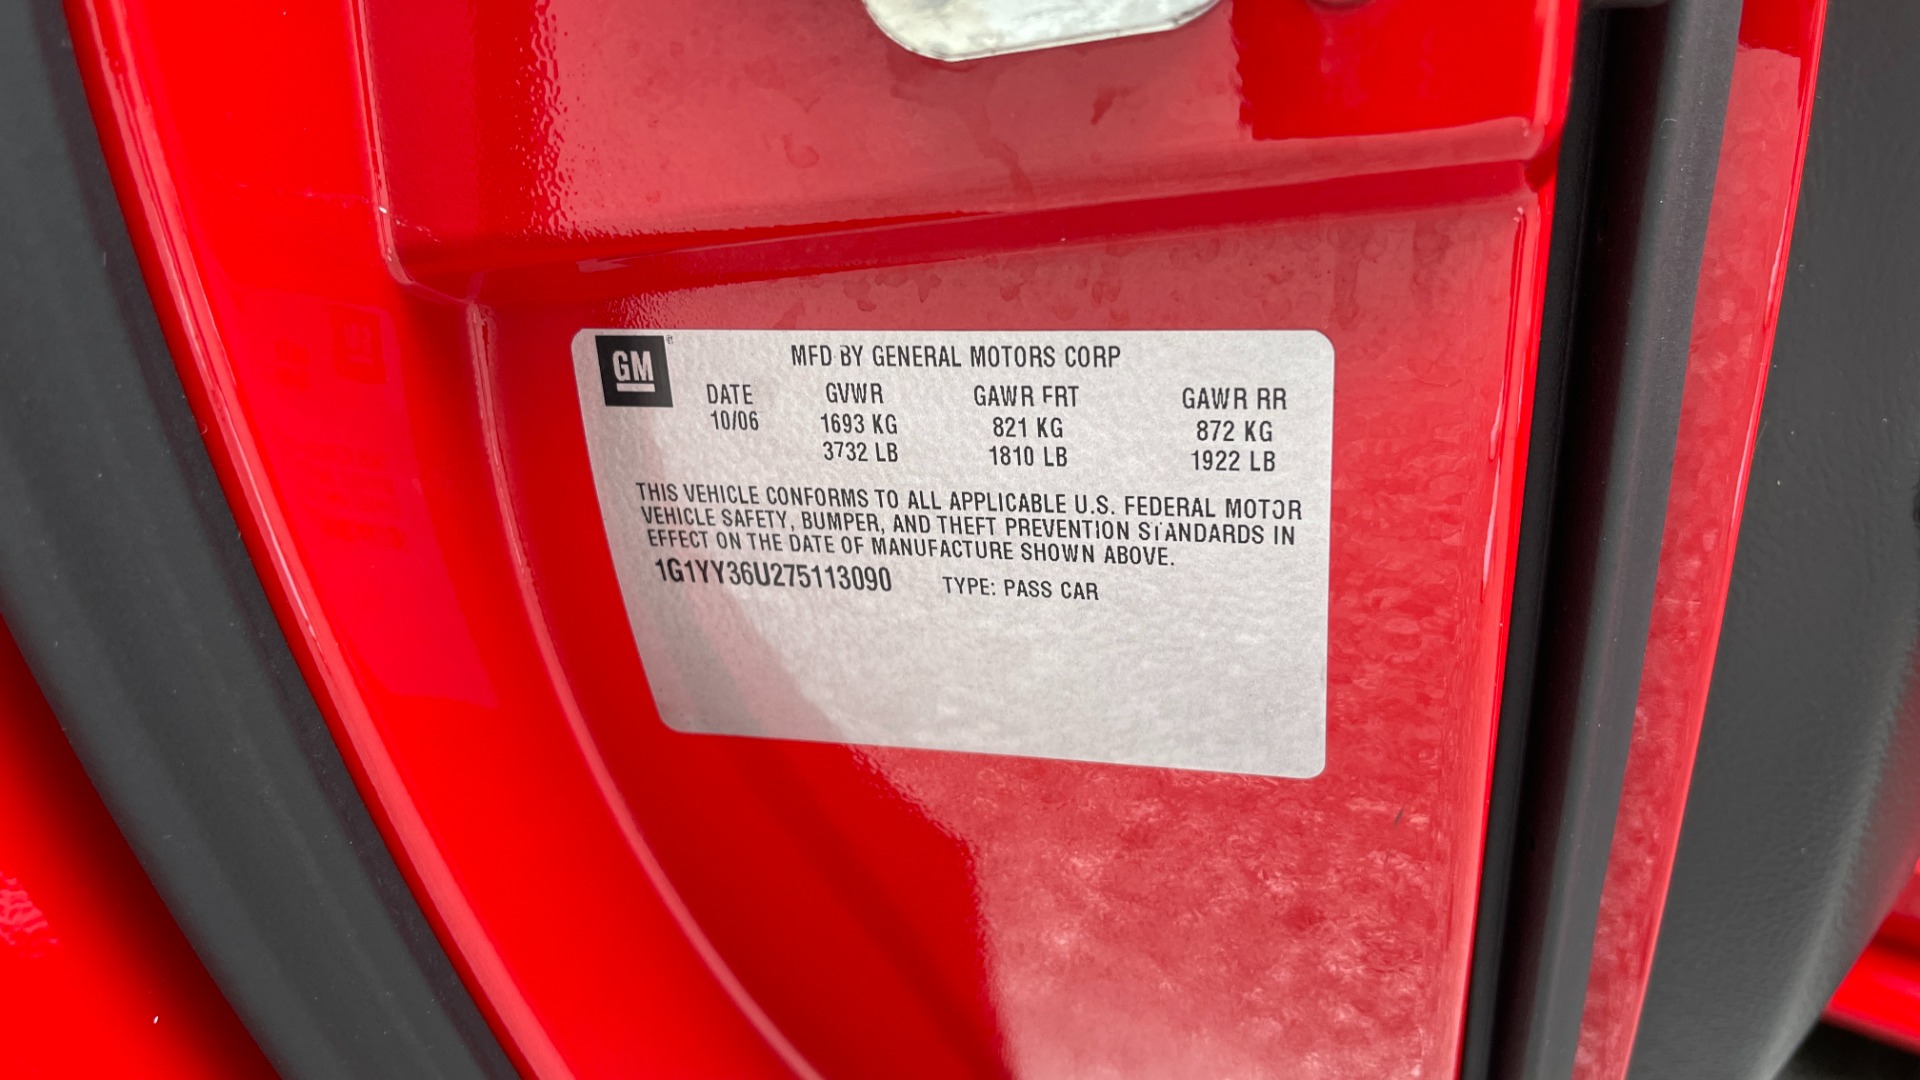 GM
MFD BY GENERAL MOTORS CORP
DATE GVWR GAWR FRT GAWR RR
10/06 1693 KG 821 KG 872 KG
3732 LB 1810 LB 1922 LB
THIS VEHICLE CONFORMS TO ALL APPLICABLE U.S. FEDERAL MOTOR
VEHICLE SAFETY, BUMPER, AND THEFT PREVENTION STANDARDS IN
EFFECT ON THE DATE OF MANUFACTURE SHOWN ABOVE.
1G1YY36U275113090 TYPE: PASS CAR